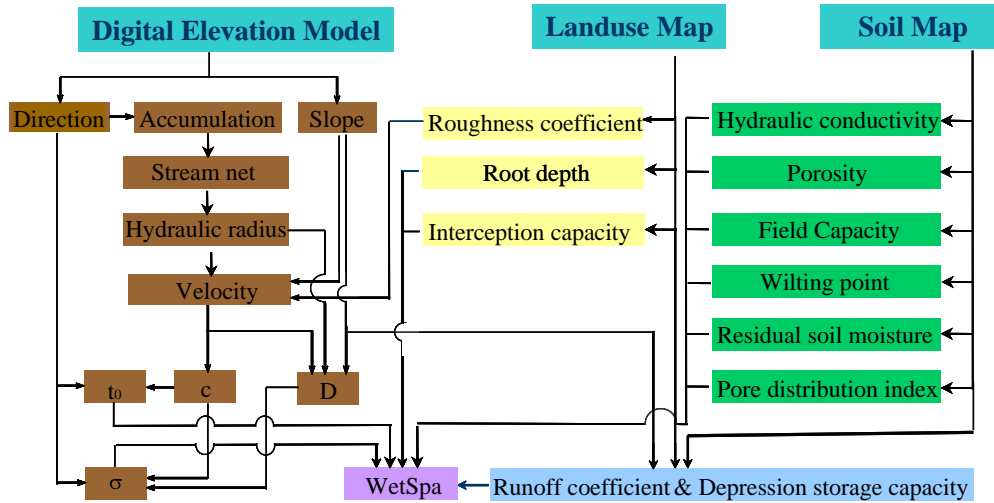 Digital Elevation Model
Landuse Map
Soil Map
Direction
Accumulation
Slope
Stream net
Hydraulic radius
Velocity
t₀
c
D
σ
Roughness coefficient
Root depth
Interception capacity
Hydraulic conductivity
Porosity
Field Capacity
Wilting point
Residual soil moisture
Pore distribution index
WetSpa
Runoff coefficient & Depression storage capacity